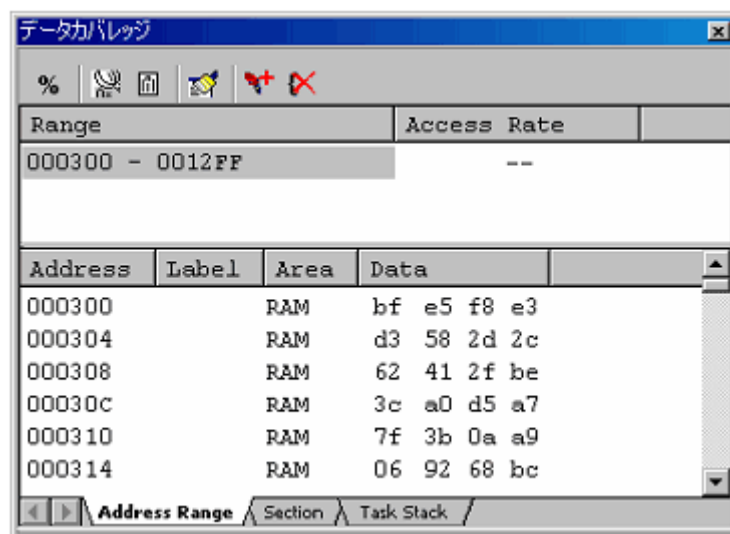 データカバレッジ
%
Range Access Rate
000300 - 0012FF --
Address Label Area Data
000300 RAM bf e5 f8 e3
000304 RAM d3 58 2d 2c
000308 RAM 62 41 2f be
00030C RAM 3c a0 d5 a7
000310 RAM 7f 3b 0a a9
000314 RAM 06 92 68 bc
Address Range Section Task Stack